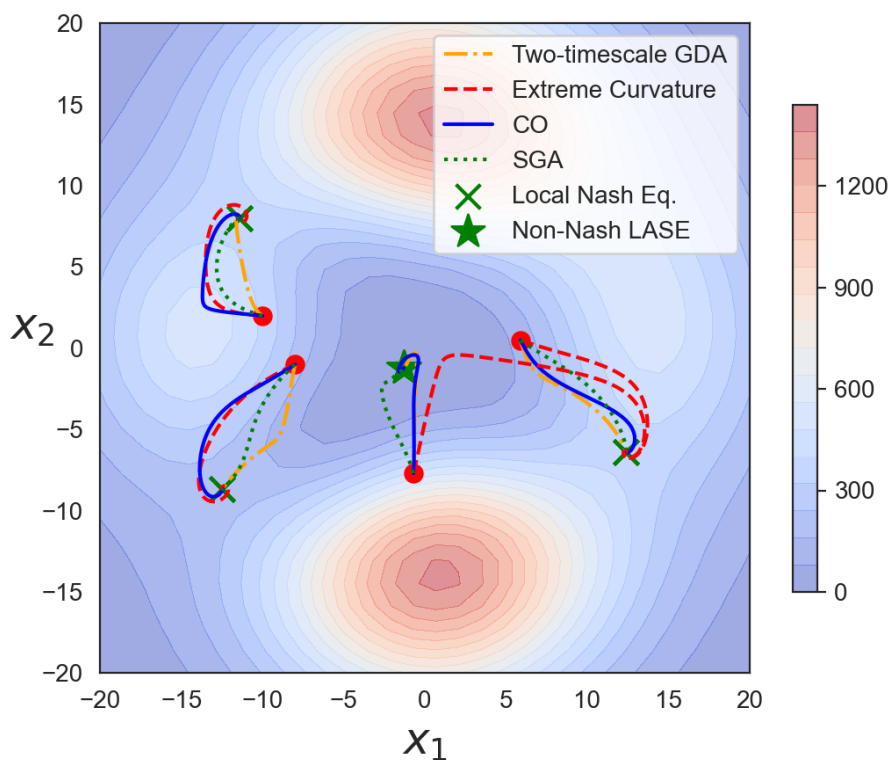 20
15
10
5
0
−5
−10
−15
−20
x2
−20 −15 −10 −5 0 5 10 15 20
x1
Two-timescale GDA
Extreme Curvature
CO
SGA
Local Nash Eq.
Non-Nash LASE
1200
900
600
300
0